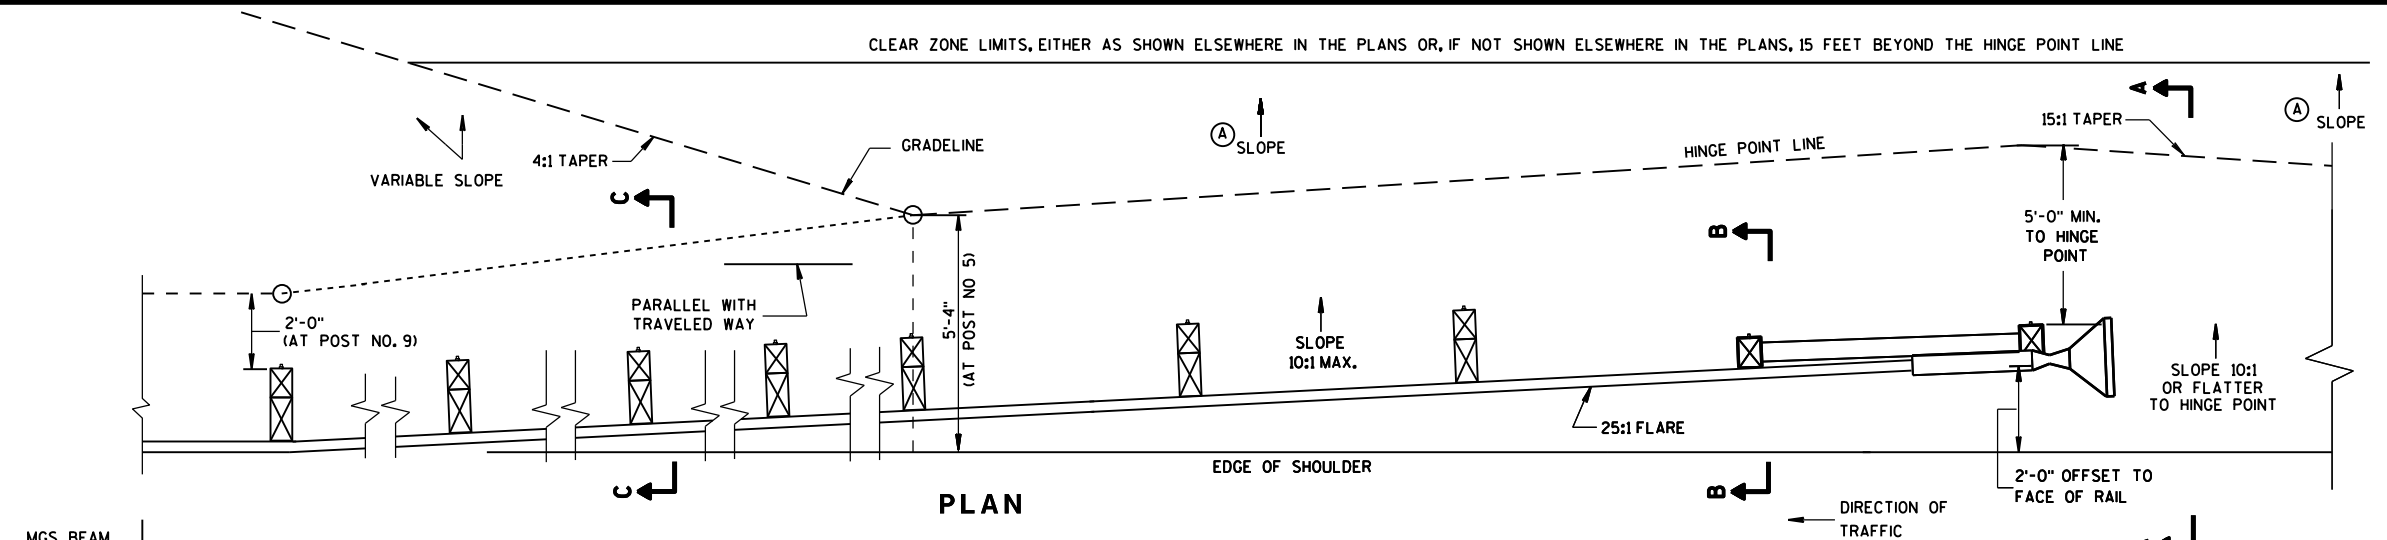 CLEAR ZONE LIMITS, EITHER AS SHOWN ELSEWHERE IN THE PLANS OR, IF NOT SHOWN ELSEWHERE IN THE PLANS, 15 FEET BEYOND THE HINGE POINT LINE
A
A
SLOPE
15:1 TAPER
A
SLOPE
HINGE POINT LINE
GRADELINE
4:1 TAPER
VARIABLE SLOPE
C
B
5'-0" MIN.
TO HINGE
POINT
PARALLEL WITH
TRAVELED WAY
2'-0"
(AT POST NO. 9)
5'-4"
(AT POST NO 5)
SLOPE
10:1 MAX.
SLOPE 10:1
OR FLATTER
TO HINGE POINT
25:1 FLARE
EDGE OF SHOULDER
2'-0" OFFSET TO
FACE OF RAIL
C
B
PLAN
DIRECTION OF
TRAFFIC
MGS BEAM